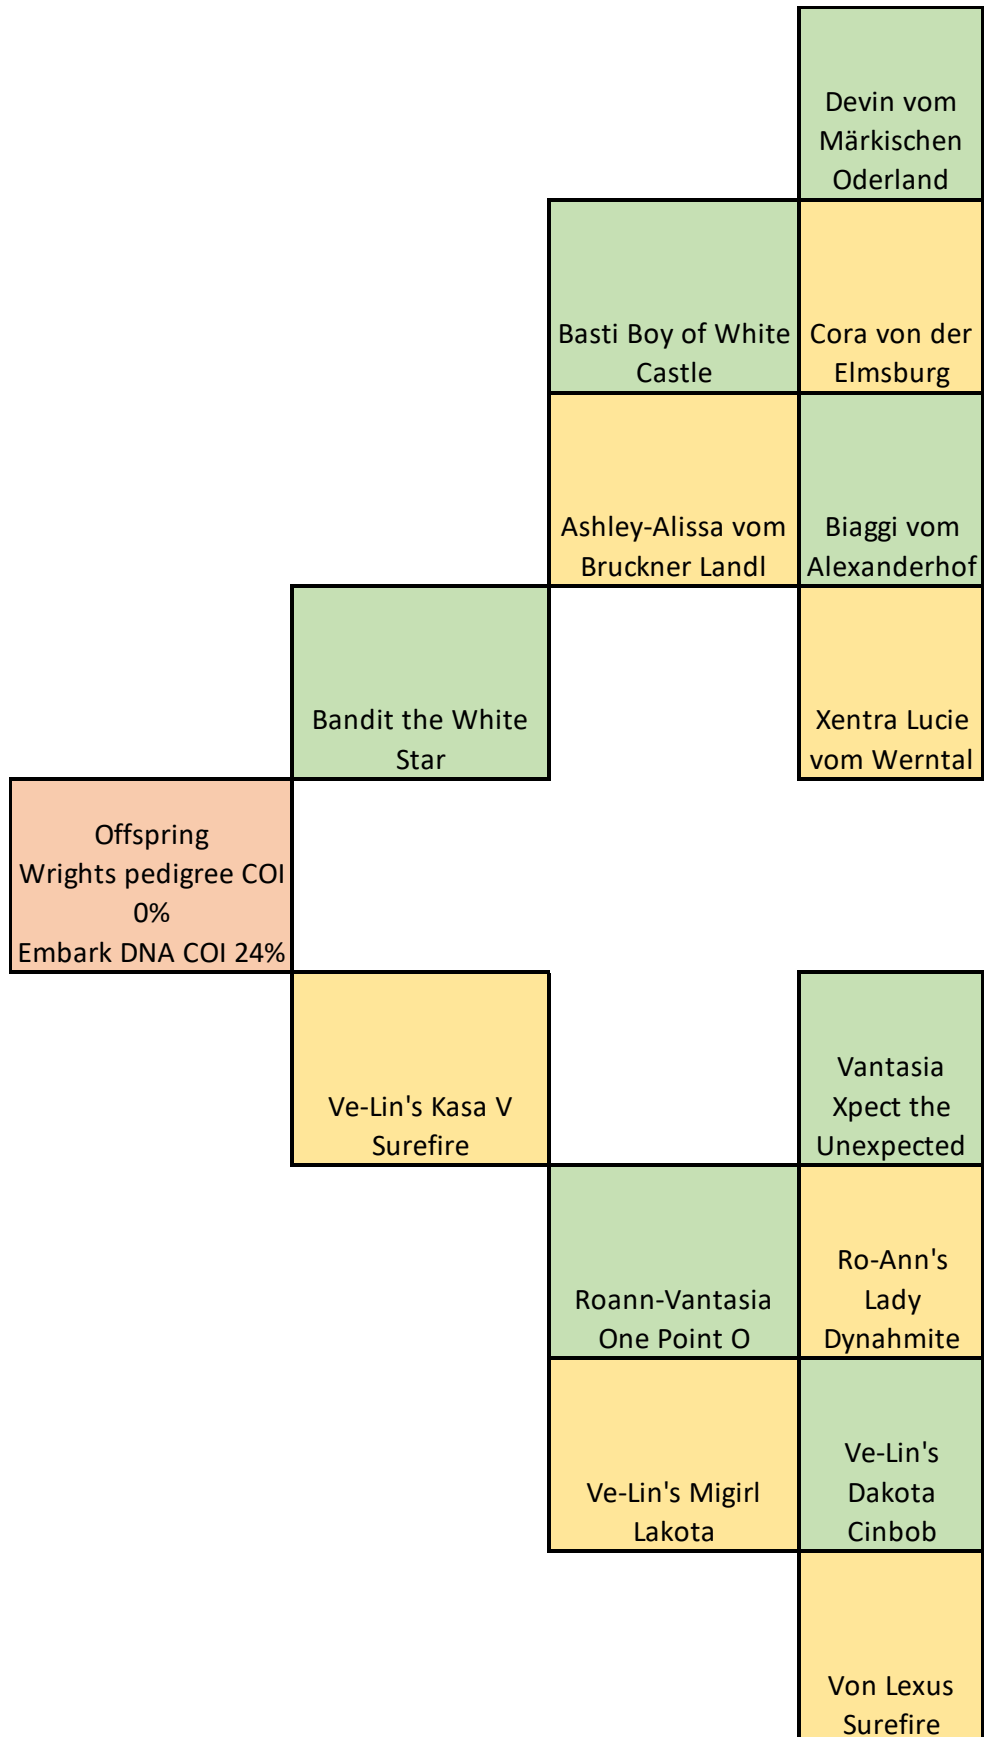 Devin vom
Märkischen
Oderland
Basti Boy of White
Castle
Cora von der
Elmsburg
Ashley-Alissa vom
Bruckner Landl
Biaggi vom
Alexanderhof
Bandit the White
Star
Xentra Lucie
vom Werntal
Offspring
Wrights pedigree COI
0%
Embark DNA COI 24%
Ve-Lin's Kasa V
Surefire
Vantasia
Xpect the
Unexpected
Roann-Vantasia
One Point O
Ro-Ann's
Lady
Dynahmite
Ve-Lin's Migirl
Lakota
Ve-Lin's
Dakota
Cinbob
Von Lexus
Surefire